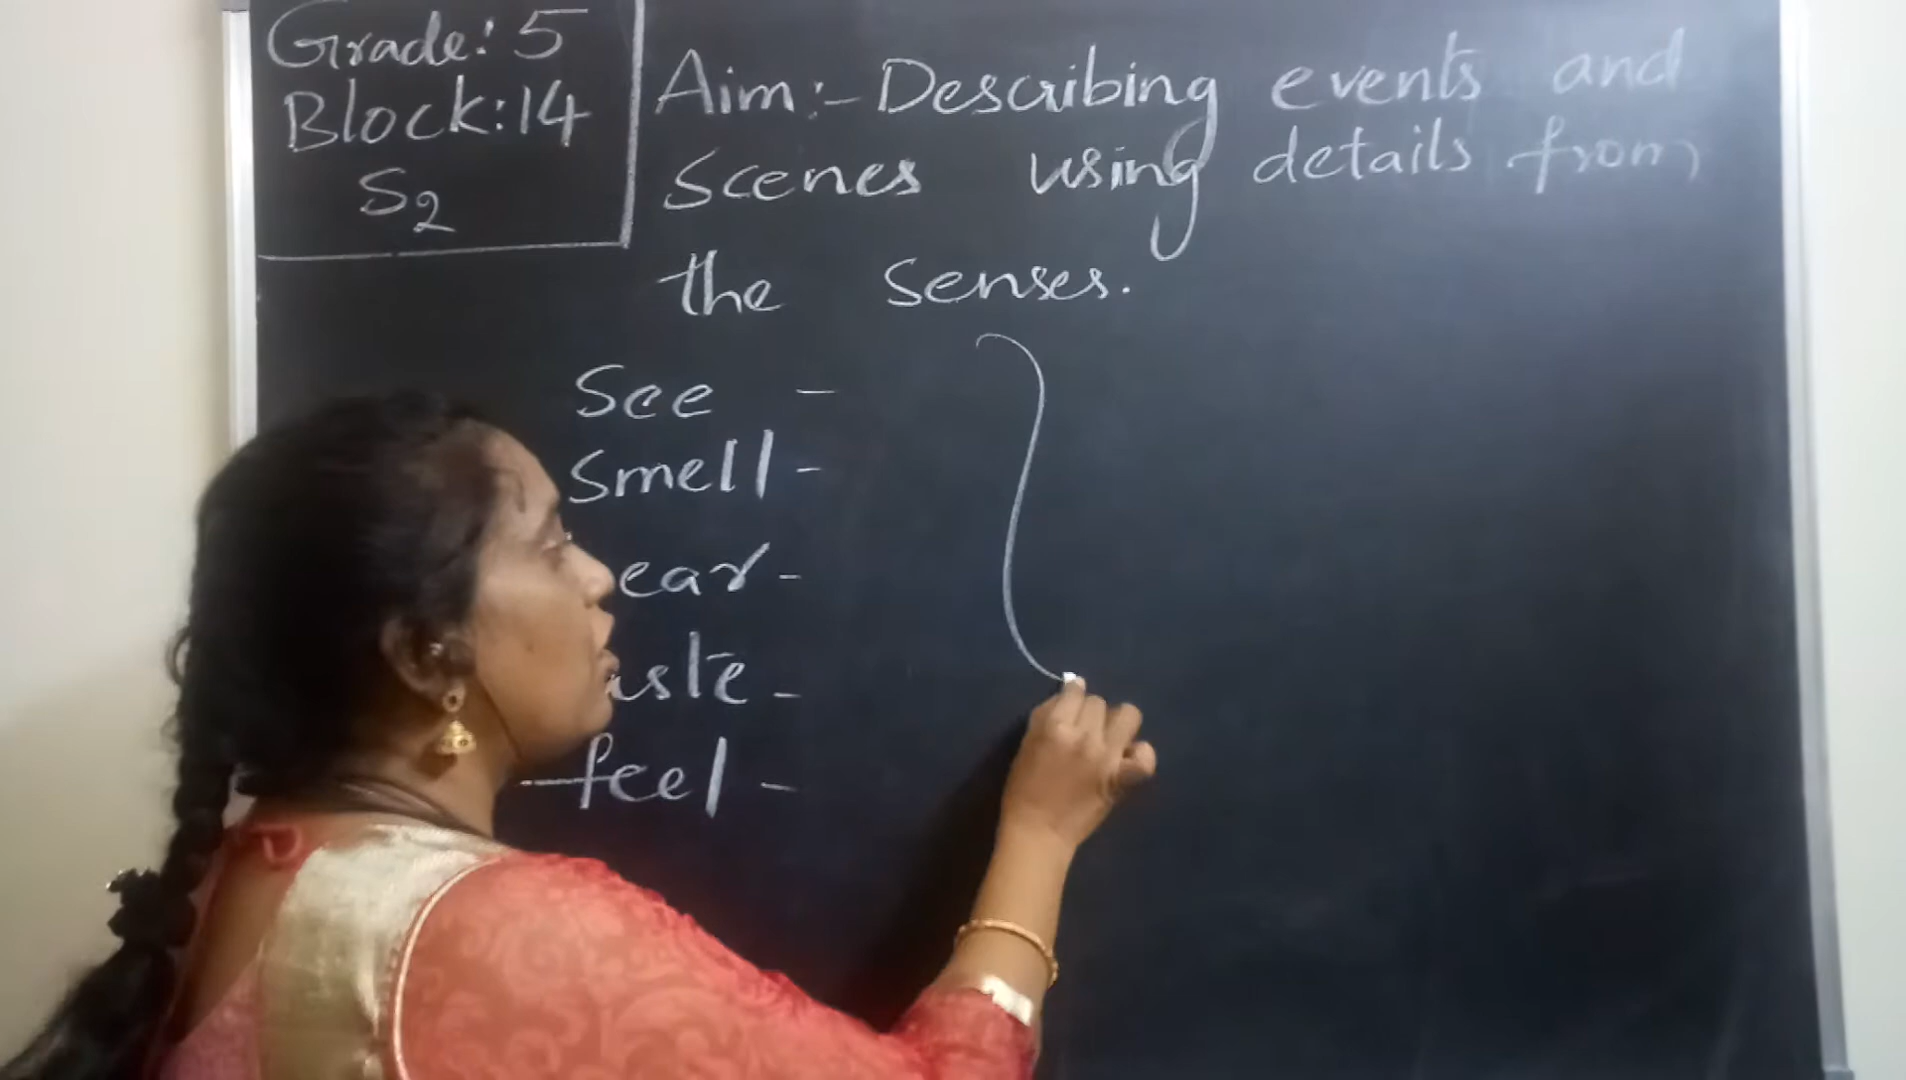 Grade: 5
Block: 14
S2
Aim:- Describing events and
scenes using details from
the senses.
See -
Smell -
ear -
aste -
feel -